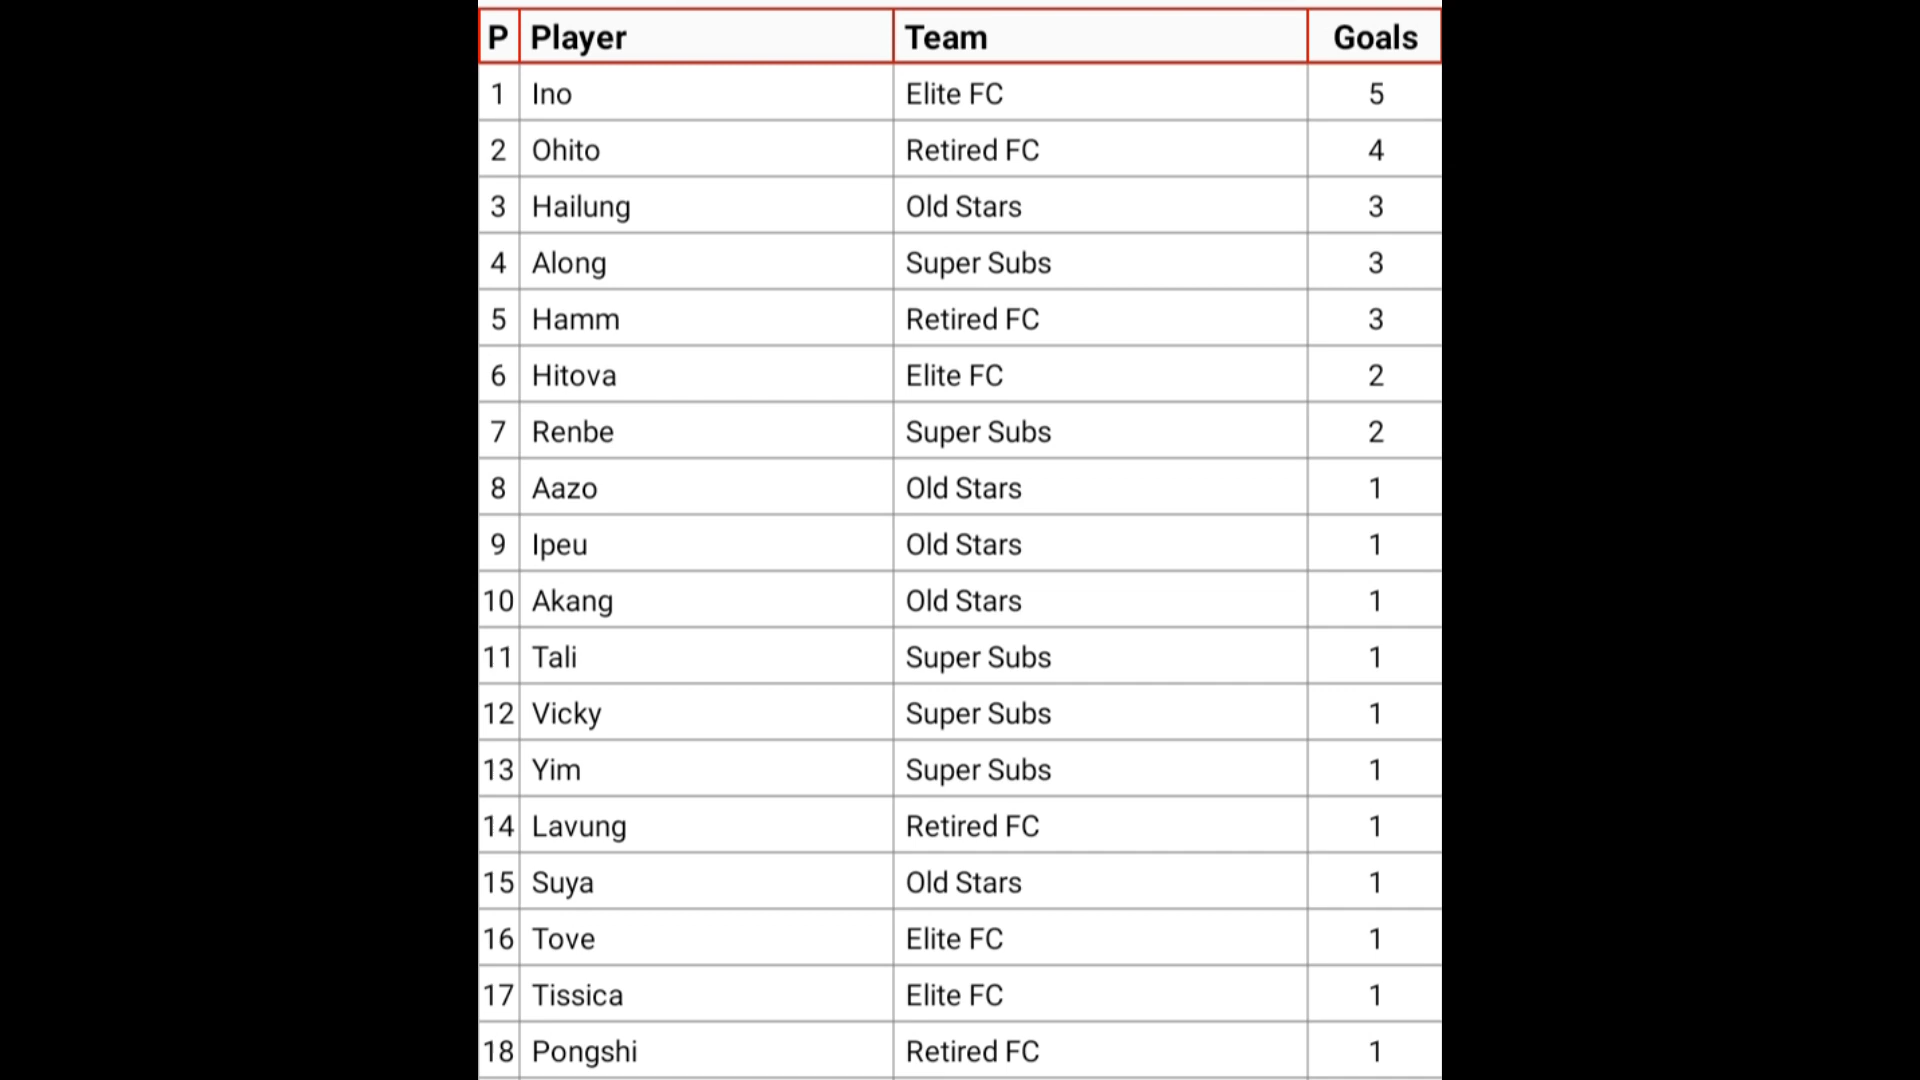 P Player Team Goals
1 Ino Elite FC 5
2 Ohito Retired FC 4
3 Hailung Old Stars 3
4 Along Super Subs 3
5 Hamm Retired FC 3
6 Hitova Elite FC 2
7 Renbe Super Subs 2
8 Aazo Old Stars 1
9 Ipeu Old Stars 1
10 Akang Old Stars 1
11 Tali Super Subs 1
12 Vicky Super Subs 1
13 Yim Super Subs 1
14 Lavung Retired FC 1
15 Suya Old Stars 1
16 Tove Elite FC 1
17 Tissica Elite FC 1
18 Pongshi Retired FC 1